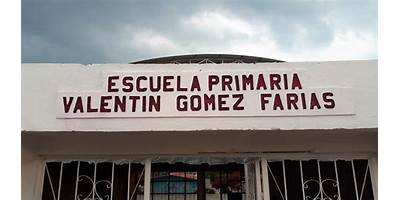 ESCUELA PRIMARIA
VALENTIN GOMEZ FARIAS